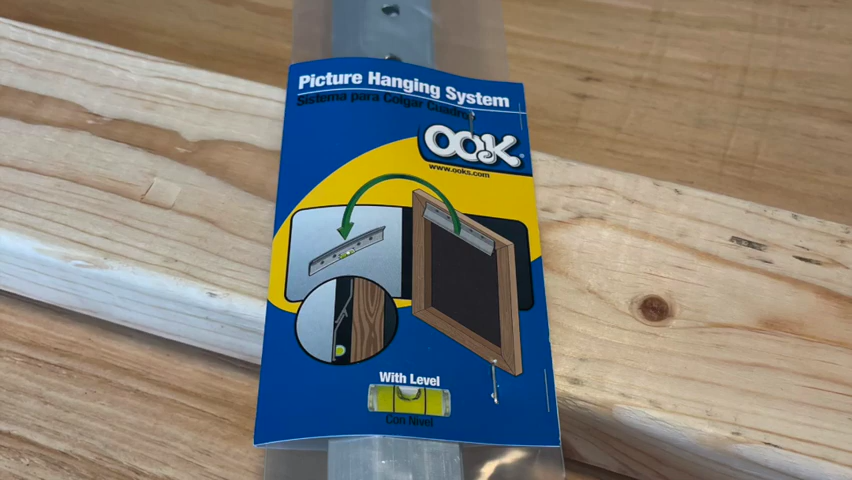 Picture Hanging System
Sistema para Colgar Cuadros
OOK
www.ooks.com
With Level
Con Nivel